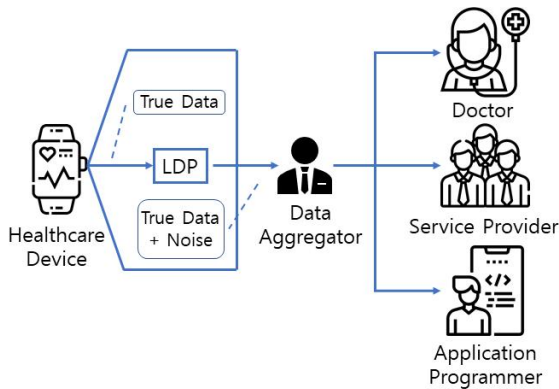 True Data
LDP
True Data
+ Noise
Healthcare
Device
Data
Aggregator
Doctor
Service Provider
</>
Application
Programmer